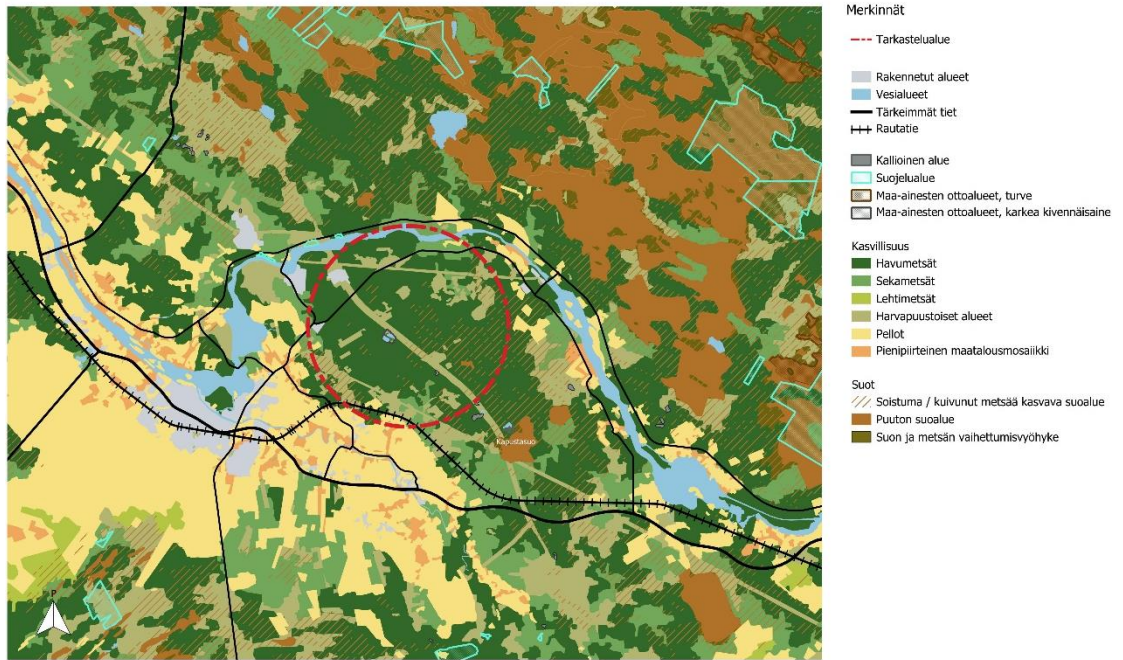 Merkinnät
Tarkastelualue
Rakennetut alueet
Vesialueet
Tärkeimmät tiet
Rautatie
Kallioinen alue
Suojelualue
Maa-ainesten ottoalueet, turve
Maa-ainesten ottoalueet, karkea kivennäisaine
Kasvillisuus
Havumetsät
Sekametsät
Lehtimetsät
Harvapuustoiset alueet
Pellot
Pienipiirteinen maatalousmosaiikki
Suot
Soistuma / kuivunut metsää kasvava suoalue
Puuton suoalue
Suon ja metsän vaihettumisvyöhyke
Kapustasuo
P